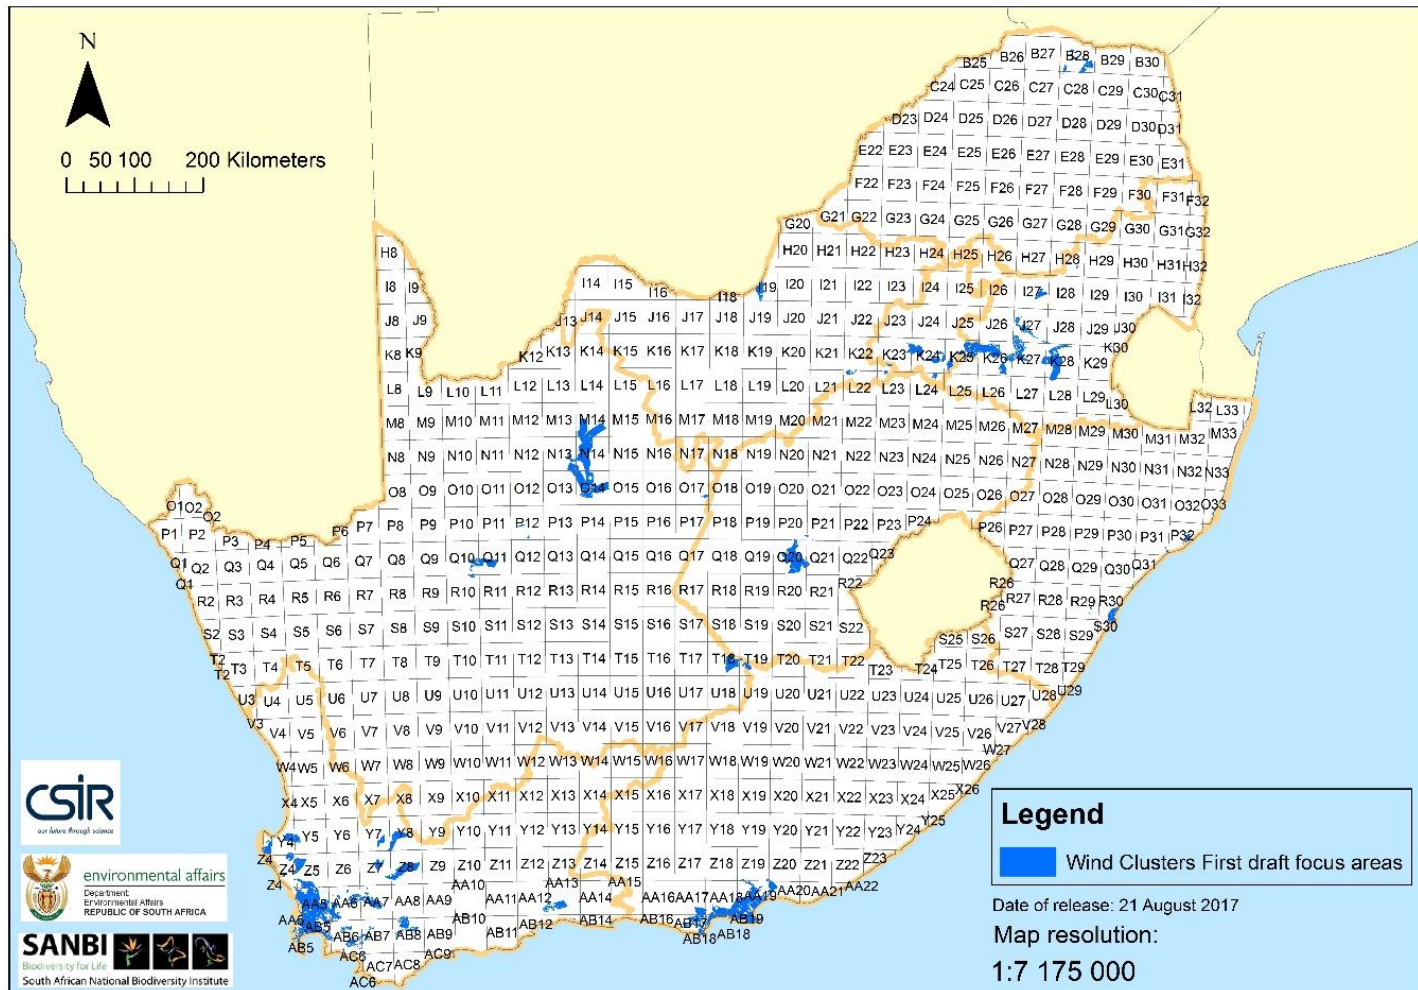 N
0 50 100 200 Kilometers
B25 B26 B27 B28 B29 B30
C24 C25 C26 C27 C28 C29 C30 C31
D23 D24 D25 D26 D27 D28 D29 D30 D31
E22 E23 E24 E25 E26 E27 E28 E29 E30 E31
F22 F23 F24 F25 F26 F27 F28 F29 F30 F31 F32
G20 G21 G22 G23 G24 G25 G26 G27 G28 G29 G30 G31 G32
H8 H20 H21 H22 H23 H24 H25 H26 H27 H28 H29 H30 H31 H32
I8 I9 I14 I15 I16 I18 I19 I20 I21 I22 I23 I24 I25 I26 I27 I28 I29 I30 I31 I32
J8 J9 J13 J14 J15 J16 J17 J18 J19 J20 J21 J22 J23 J24 J25 J26 J27 J28 J29 J30
K8 K9 K12 K13 K14 K15 K16 K17 K18 K19 K20 K21 K22 K23 K24 K25 K26 K27 K28 K29 K30
L8 L9 L10 L11 L12 L13 L14 L15 L16 L17 L18 L19 L20 L21 L22 L23 L24 L25 L26 L27 L28 L29 L30 L32 L33
M8 M9 M10 M11 M12 M13 M14 M15 M16 M17 M18 M19 M20 M21 M22 M23 M24 M25 M26 M27 M28 M29 M30 M31 M32 M33
N8 N9 N10 N11 N12 N13 N14 N15 N16 N17 N18 N19 N20 N21 N22 N23 N24 N25 N26 N27 N28 N29 N30 N31 N32 N33
O1 O2 O2 O8 O9 O10 O11 O12 O13 O14 O15 O16 O17 O18 O19 O20 O21 O22 O23 O24 O25 O26 O27 O28 O29 O30 O31 O32 O33
P1 P2 P3 P4 P5 P6 P7 P8 P9 P10 P11 P12 P13 P14 P15 P16 P17 P18 P19 P20 P21 P22 P23 P24 P26 P27 P28 P29 P30 P31 P32
Q1 Q2 Q3 Q4 Q5 Q6 Q7 Q8 Q9 Q10 Q11 Q12 Q13 Q14 Q15 Q16 Q17 Q18 Q19 Q20 Q21 Q22 Q23 Q27 Q28 Q29 Q30 Q31
Q1 R2 R3 R4 R5 R6 R7 R8 R9 R10 R11 R12 R13 R14 R15 R16 R17 R18 R19 R20 R21 R22 R26 R26 R27 R28 R29 R30
S2 S3 S4 S5 S6 S7 S8 S9 S10 S11 S12 S13 S14 S15 S16 S17 S18 S19 S20 S21 S22 S25 S26 S27 S28 S29 S30
T2 T2 T3 T4 T5 T6 T7 T8 T9 T10 T11 T12 T13 T14 T15 T16 T17 T18 T19 T20 T21 T22 T23 T24 T25 T26 T27 T28 T29
U3 U4 U5 U6 U7 U8 U9 U10 U11 U12 U13 U14 U15 U16 U17 U18 U19 U20 U21 U22 U23 U24 U25 U26 U27 U28 U29
V3 V4 V5 V6 V7 V8 V9 V10 V11 V12 V13 V14 V15 V16 V17 V18 V19 V20 V21 V22 V23 V24 V25 V26 V27 V28
W4 W5 W6 W7 W8 W9 W10 W11 W12 W13 W14 W15 W16 W17 W18 W19 W20 W21 W22 W23 W24 W25 W26 W27
X4 X5 X6 X7 X8 X9 X10 X11 X12 X13 X14 X15 X16 X17 X18 X19 X20 X21 X22 X23 X24 X25 X26
Y4 Y5 Y6 Y7 Y8 Y9 Y10 Y11 Y12 Y13 Y14 Y15 Y16 Y17 Y18 Y19 Y20 Y21 Y22 Y23 Y24 Y25
Z4 Z4 Z4 Z5 Z6 Z7 Z8 Z9 Z10 Z11 Z12 Z13 Z14 Z15 Z16 Z17 Z18 Z19 Z20 Z21 Z22 Z23
AA5 AA5 AA6 AA7 AA8 AA9 AA10 AA11 AA12 AA13 AA14 AA15 AA16 AA17 AA18 AA19 AA20 AA21 AA22
AB5 AB5 AB6 AB7 AB8 AB9 AB10 AB11 AB12 AB14 AB16 AB17 AB18 AB18 AB19
AC6 AC6 AC7 AC8 AC9
CSIR
our future through science
environmental affairs
Department:
Environmental Affairs
REPUBLIC OF SOUTH AFRICA
SANBI
Biodiversity for Life
South African National Biodiversity Institute
Legend
Wind Clusters First draft focus areas
Date of release: 21 August 2017
Map resolution:
1:7 175 000